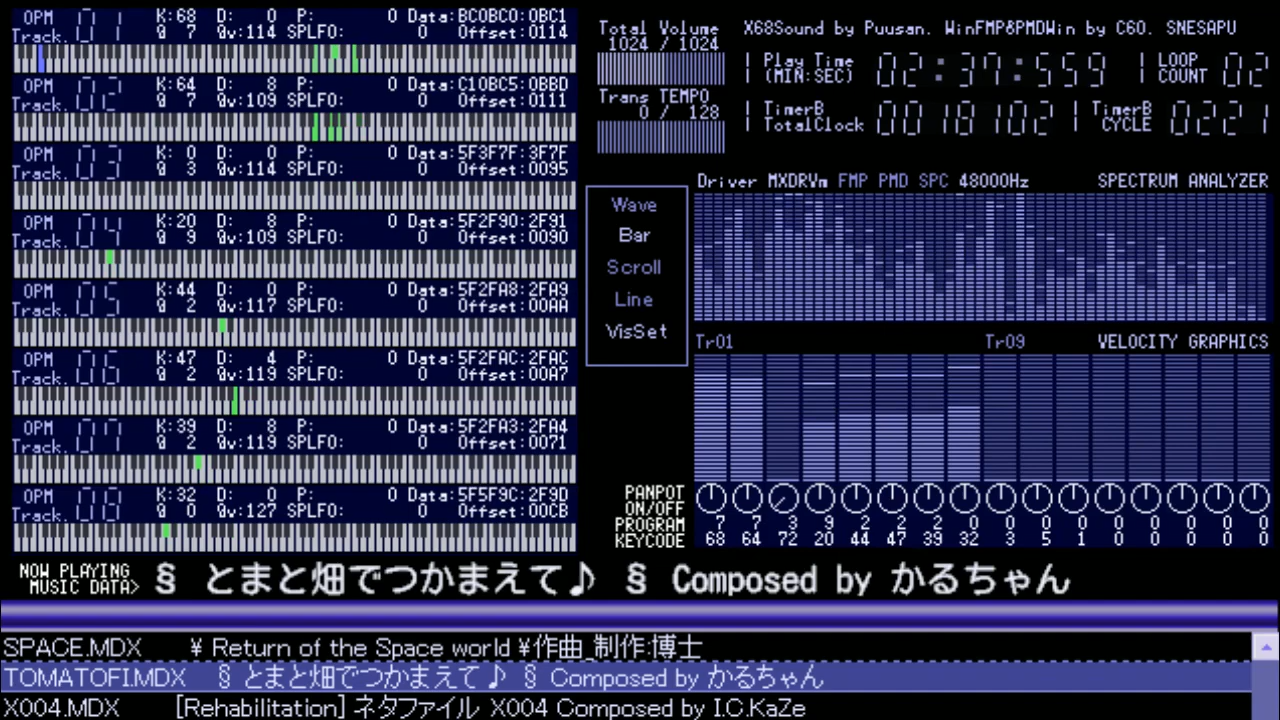 OPM K:68 D: 0 P: 0 Data:BC0BC0:0BC1
Track. 01 @ 7 @v:114 SPLFO: 0 Offset:0114
OPM K:64 D: 8 P: 0 Data:C10BC5:0BBD
Track. 02 @ 7 @v:109 SPLFO: 0 Offset:0111
OPM K: 0 D: 0 P: 0 Data:5F3F7F:3F7F
Track. 03 @ 3 @v:114 SPLFO: 0 Offset:0095
OPM K:20 D: 8 P: 0 Data:5F2F90:2F91
Track. 04 @ 9 @v:109 SPLFO: 0 Offset:0090
OPM K:44 D: 8 P: 0 Data:5F2FA8:2FA9
Track. 05 @ 2 @v:117 SPLFO: 0 Offset:00AA
OPM K:47 D: 4 P: 0 Data:5F2FAC:2FAC
Track. 06 @ 2 @v:119 SPLFO: 0 Offset:00A7
OPM K:39 D: 8 P: 0 Data:5F2FA3:2FA4
Track. 07 @ 2 @v:119 SPLFO: 0 Offset:0071
OPM K:32 D: 0 P: 0 Data:5F5F9C:2F9D
Track. 08 @ 0 @v:127 SPLFO: 0 Offset:00CB
Total Volume
1024 / 1024
Trans TEMPO
0 / 128
X68Sound by Puusan. WinFMP&PMDWin by C60. SNESAPU
Play Time
(MIN:SEC) 02:37:559
LOOP
COUNT 02
TimerB
TotalClock 0018102
TimerB
CYCLE 0221
Wave
Bar
Scroll
Line
VisSet
Driver MXDRVm FMP PMD SPC 48000Hz SPECTRUM ANALYZER
Tr01 Tr09 VELOCITY GRAPHICS
PANPOT
ON/OFF
PROGRAM 7 7 3 9 2 2 2 0 0 0 0 0 0 0 0 0
KEYCODE 68 64 72 20 44 47 39 32 3 5 1 0 0 0 0 0
NOW PLAYING
MUSIC DATA> § とまと畑でつかまえて♪ § Composed by かるちゃん
SPACE.MDX ¥ Return of the Space world ¥作曲_制作:博士
TOMATOFI.MDX § とまと畑でつかまえて♪ § Composed by かるちゃん
X004.MDX [Rehabilitation] ネタファイル X004 Composed by I.C.KaZe